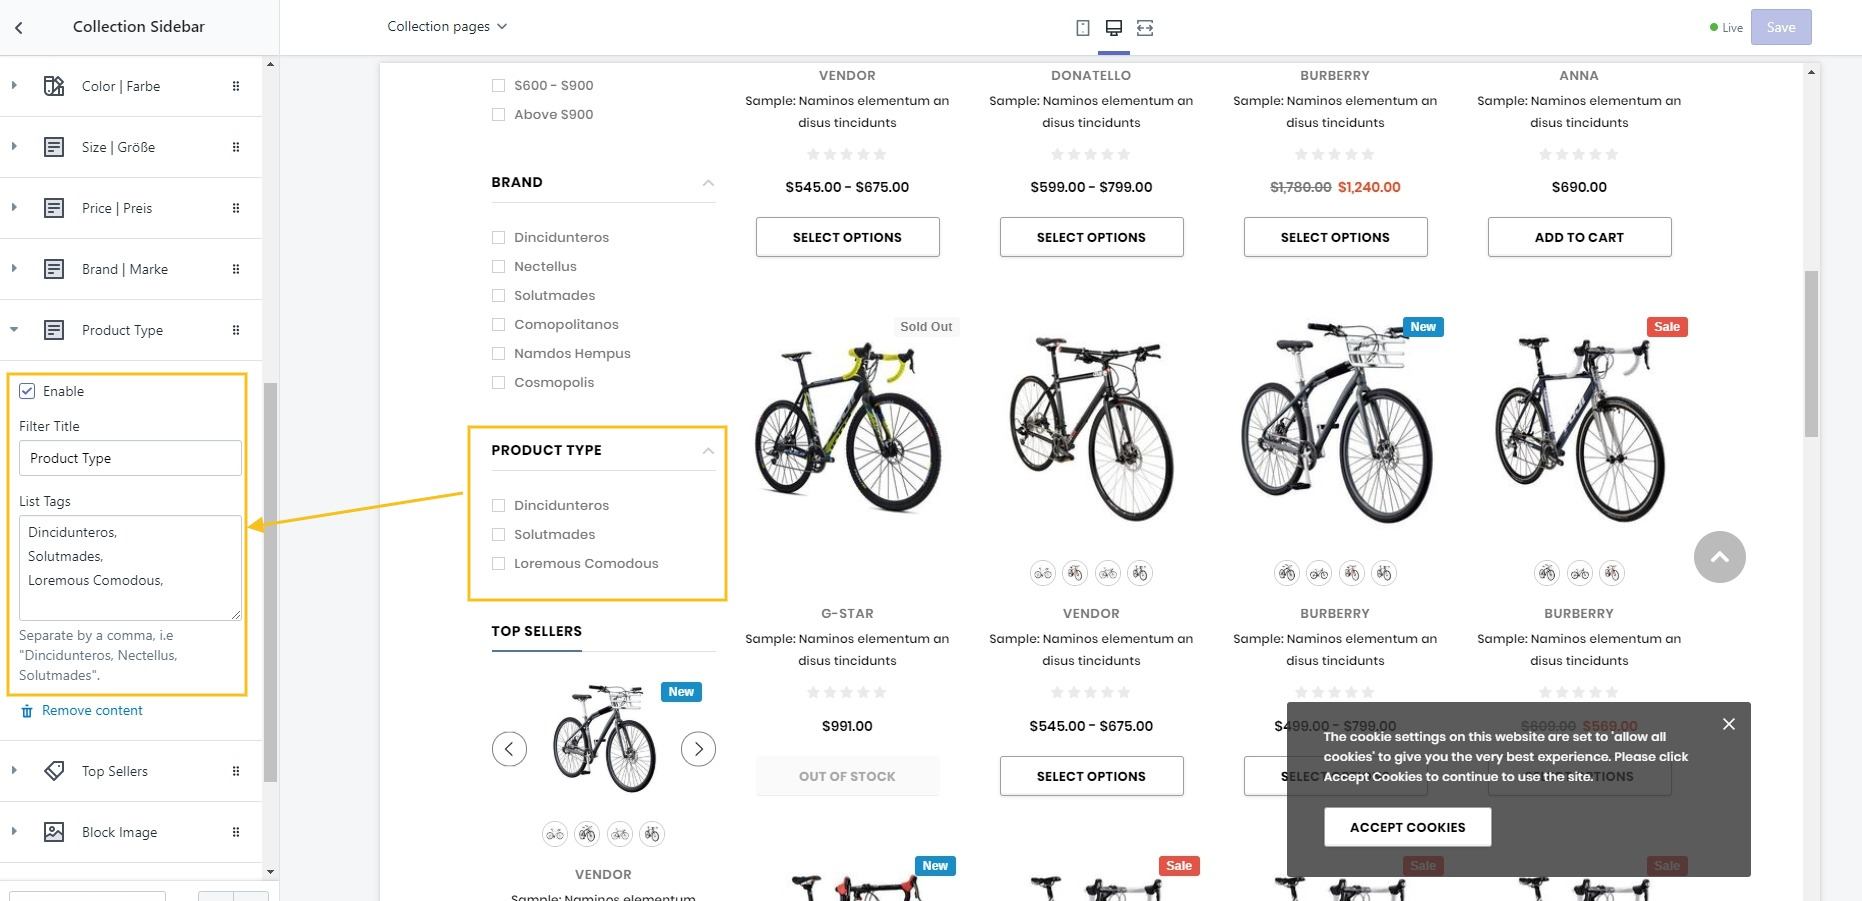 Collection Sidebar
Color | Farbe
Size | Größe
Price | Preis
Brand | Marke
Product Type
Enable
Filter Title
Product Type
List Tags
Dincidunteros,
Solutmades,
Loremous Comodous,
Separate by a comma, i.e
"Dincidunteros, Nectellus,
Solutmades".
Remove content
Top Sellers
Block Image
Collection pages
Live
Save
$600 - $900
Above $900
BRAND
Dincidunteros
Nectellus
Solutmades
Comopolitanos
Namdos Hempus
Cosmopolis
PRODUCT TYPE
Dincidunteros
Solutmades
Loremous Comodous
TOP SELLERS
New
VENDOR
Sample: Naminos elementum
VENDOR
Sample: Naminos elementum an
disus tincidunts
$545.00 - $675.00
SELECT OPTIONS
DONATELLO
Sample: Naminos elementum an
disus tincidunts
$599.00 - $799.00
SELECT OPTIONS
BURBERRY
Sample: Naminos elementum an
disus tincidunts
$1,780.00 $1,240.00
SELECT OPTIONS
ANNA
Sample: Naminos elementum an
disus tincidunts
$690.00
ADD TO CART
Sold Out
G-STAR
Sample: Naminos elementum an
disus tincidunts
$991.00
OUT OF STOCK
VENDOR
Sample: Naminos elementum an
disus tincidunts
$545.00 - $675.00
SELECT OPTIONS
New
BURBERRY
Sample: Naminos elementum an
disus tincidunts
$499.00 - $799.00
SELECT OPTIONS
Sale
BURBERRY
Sample: Naminos elementum an
disus tincidunts
$609.00 $569.00
New
Sale
Sale
Sale
The cookie settings on this website are set to 'allow all
cookies' to give you the very best experience. Please click
Accept Cookies to continue to use the site.
ACCEPT COOKIES